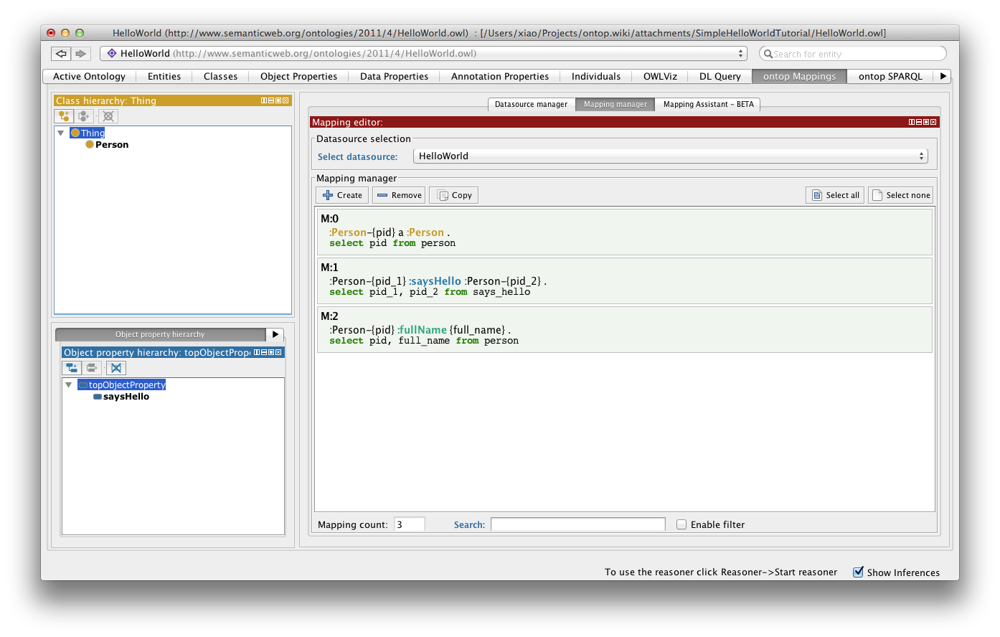 HelloWorld (http://www.semanticweb.org/ontologies/2011/4/HelloWorld.owl) : [/Users/xiao/Projects/ontop.wiki/attachments/SimpleHelloWorldTutorial/HelloWorld.owl]
HelloWorld (http://www.semanticweb.org/ontologies/2011/4/HelloWorld.owl) Search for entity
Active Ontology Entities Classes Object Properties Data Properties Annotation Properties Individuals OWLViz DL Query ontop Mappings ontop SPARQL
Class hierarchy: Thing
Thing
Person
Object property hierarchy
Object property hierarchy: topObjectPrope
topObjectProperty
saysHello
Datasource manager Mapping manager Mapping Assistant - BETA
Mapping editor:
Datasource selection
Select datasource: HelloWorld
Mapping manager
Create Remove Copy Select all Select none
M:0
:Person-{pid} a :Person .
select pid from person
M:1
:Person-{pid_1} :saysHello :Person-{pid_2} .
select pid_1, pid_2 from says_hello
M:2
:Person-{pid} :fullName {full_name} .
select pid, full_name from person
Mapping count: 3 Search: Enable filter
To use the reasoner click Reasoner->Start reasoner Show Inferences